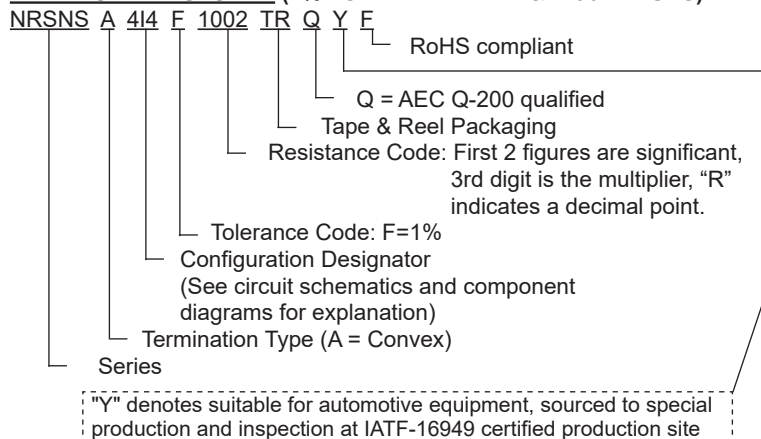 NRSNS A 4I4 F 1002 TR Q Y F
RoHS compliant
Q = AEC Q-200 qualified
Tape & Reel Packaging
Resistance Code: First 2 figures are significant,
3rd digit is the multiplier, “R”
indicates a decimal point.
Tolerance Code: F=1%
Configuration Designator
(See circuit schematics and component
diagrams for explanation)
Termination Type (A = Convex)
Series
"Y" denotes suitable for automotive equipment, sourced to special
production and inspection at IATF-16949 certified production site